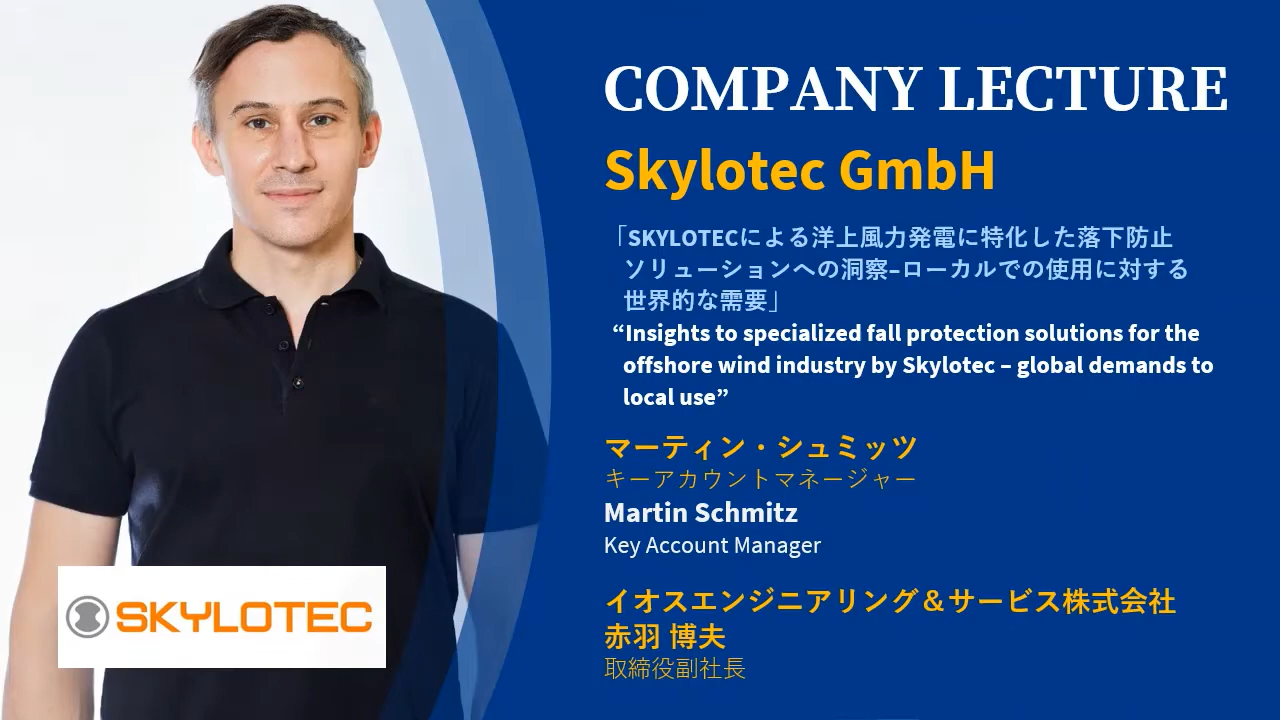 COMPANY LECTURE
Skylotec GmbH
「SKYLOTECによる洋上風力発電に特化した落下防止
ソリューションへの洞察–ローカルでの使用に対する
世界的な需要」
“Insights to specialized fall protection solutions for the
offshore wind industry by Skylotec – global demands to
local use”
マーティン・シュミッツ
キーアカウントマネージャー
Martin Schmitz
Key Account Manager
イオスエンジニアリング＆サービス株式会社
赤羽 博夫
取締役副社長
SKYLOTEC